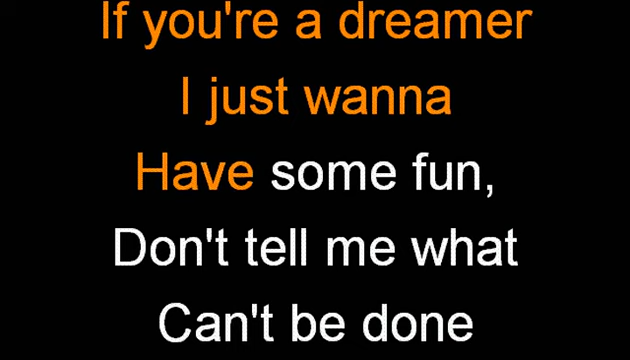 If you're a dreamer
I just wanna
Have some fun,
Don't tell me what
Can't be done